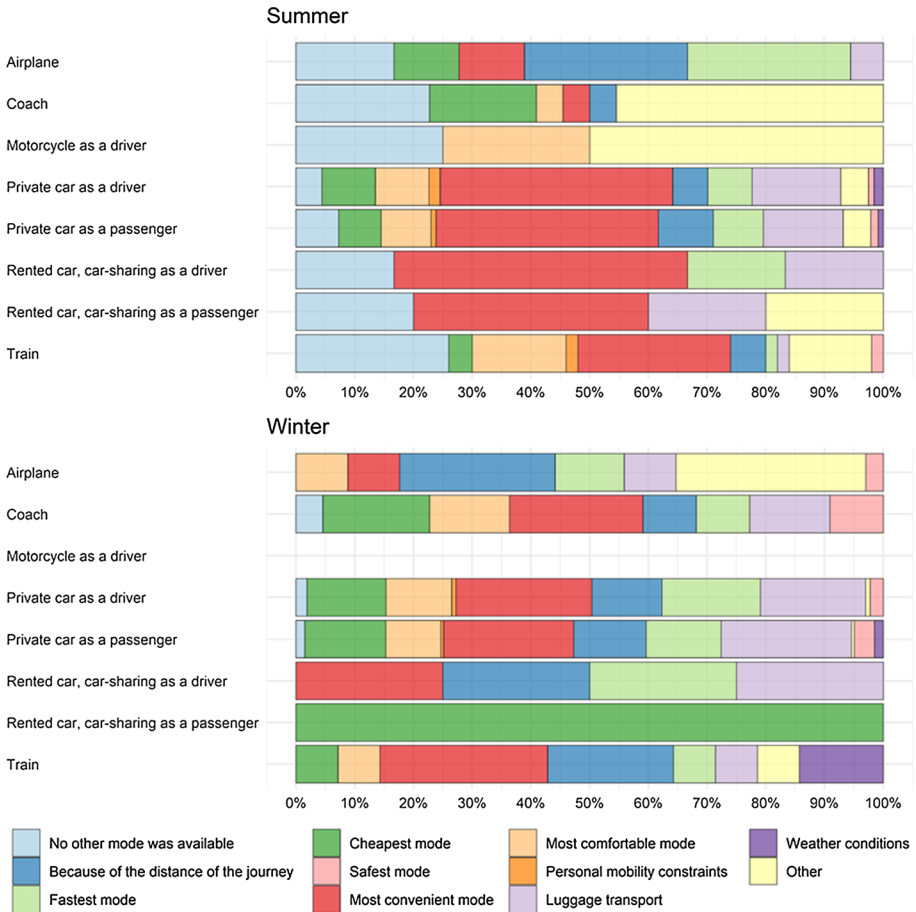 Summer
Airplane
Coach
Motorcycle as a driver
Private car as a driver
Private car as a passenger
Rented car, car-sharing as a driver
Rented car, car-sharing as a passenger
Train
0% 10% 20% 30% 40% 50% 60% 70% 80% 90% 100%
Winter
Airplane
Coach
Motorcycle as a driver
Private car as a driver
Private car as a passenger
Rented car, car-sharing as a driver
Rented car, car-sharing as a passenger
Train
0% 10% 20% 30% 40% 50% 60% 70% 80% 90% 100%
No other mode was available Cheapest mode Most comfortable mode Weather conditions
Because of the distance of the journey Safest mode Personal mobility constraints Other
Fastest mode Most convenient mode Luggage transport